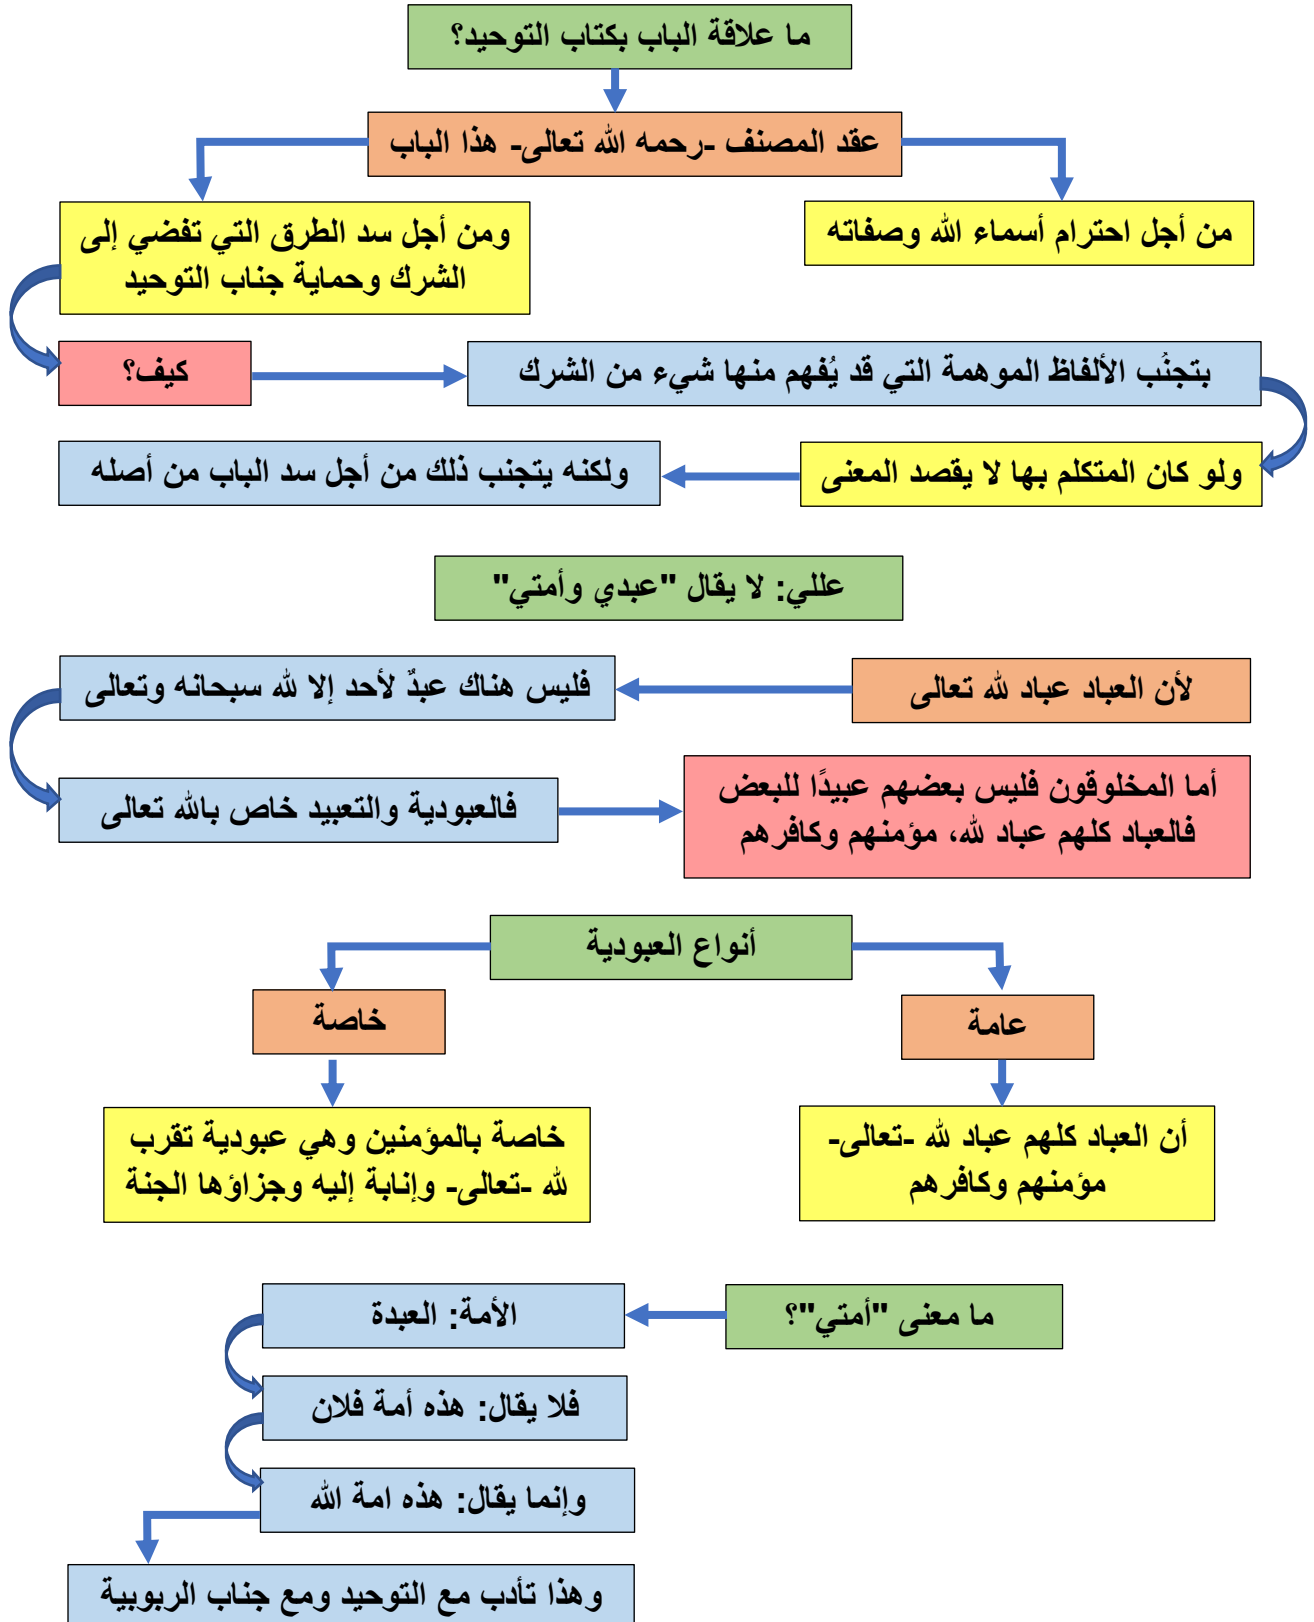 ما علاقة الباب بكتاب التوحيد؟
عقد المصنف -رحمه الله تعالى- هذا الباب
من أجل احترام أسماء الله وصفاته
ومن أجل سد الطرق التي تفضي إلى
الشرك وحماية جناب التوحيد
كيف؟
بتجنُب الألفاظ الموهمة التي قد يُفهم منها شيء من الشرك
ولو كان المتكلم بها لا يقصد المعنى
ولكنه يتجنب ذلك من أجل سد الباب من أصله
عللي: لا يقال "عبدي وأمتي"
لأن العباد عباد لله تعالى
فليس هناك عبدٌ لأحد إلا لله سبحانه وتعالى
فالعبودية والتعبيد خاص بالله تعالى
أما المخلوقون فليس بعضهم عبيدًا للبعض
فالعباد كلهم عباد لله، مؤمنهم وكافرهم
أنواع العبودية
عامة
خاصة
أن العباد كلهم عباد لله -تعالى-
مؤمنهم وكافرهم
خاصة بالمؤمنين وهي عبودية تقرب
لله -تعالى- وإنابة إليه وجزاؤها الجنة
ما معنى "أمتي"؟
الأمة: العبدة
فلا يقال: هذه أمة فلان
وإنما يقال: هذه امة الله
وهذا تأدب مع التوحيد ومع جناب الربوبية